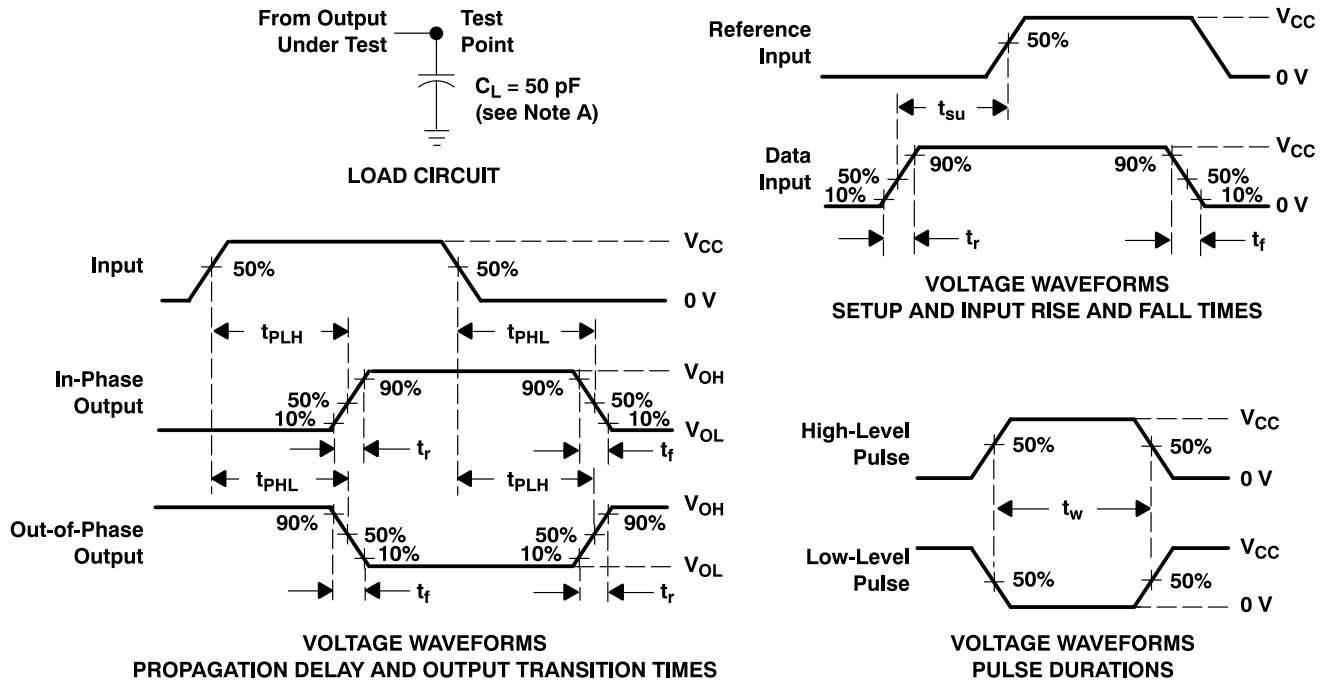 From Output
Under Test
Test
Point
C_L = 50 pF
(see Note A)
LOAD CIRCUIT
Input
50%
50%
V_CC
0 V
t_PLH
t_PHL
In-Phase
Output
50%
10%
90%
90%
50%
10%
V_OH
V_OL
t_r
t_f
t_PHL
t_PLH
Out-of-Phase
Output
90%
50%
10%
50%
10%
90%
V_OH
V_OL
t_f
t_r
VOLTAGE WAVEFORMS
PROPAGATION DELAY AND OUTPUT TRANSITION TIMES
Reference
Input
50%
V_CC
0 V
t_su
Data
Input
50%
10%
90%
90%
50%
10%
V_CC
0 V
t_r
t_f
VOLTAGE WAVEFORMS
SETUP AND INPUT RISE AND FALL TIMES
High-Level
Pulse
50%
50%
V_CC
0 V
t_w
Low-Level
Pulse
50%
50%
V_CC
0 V
VOLTAGE WAVEFORMS
PULSE DURATIONS